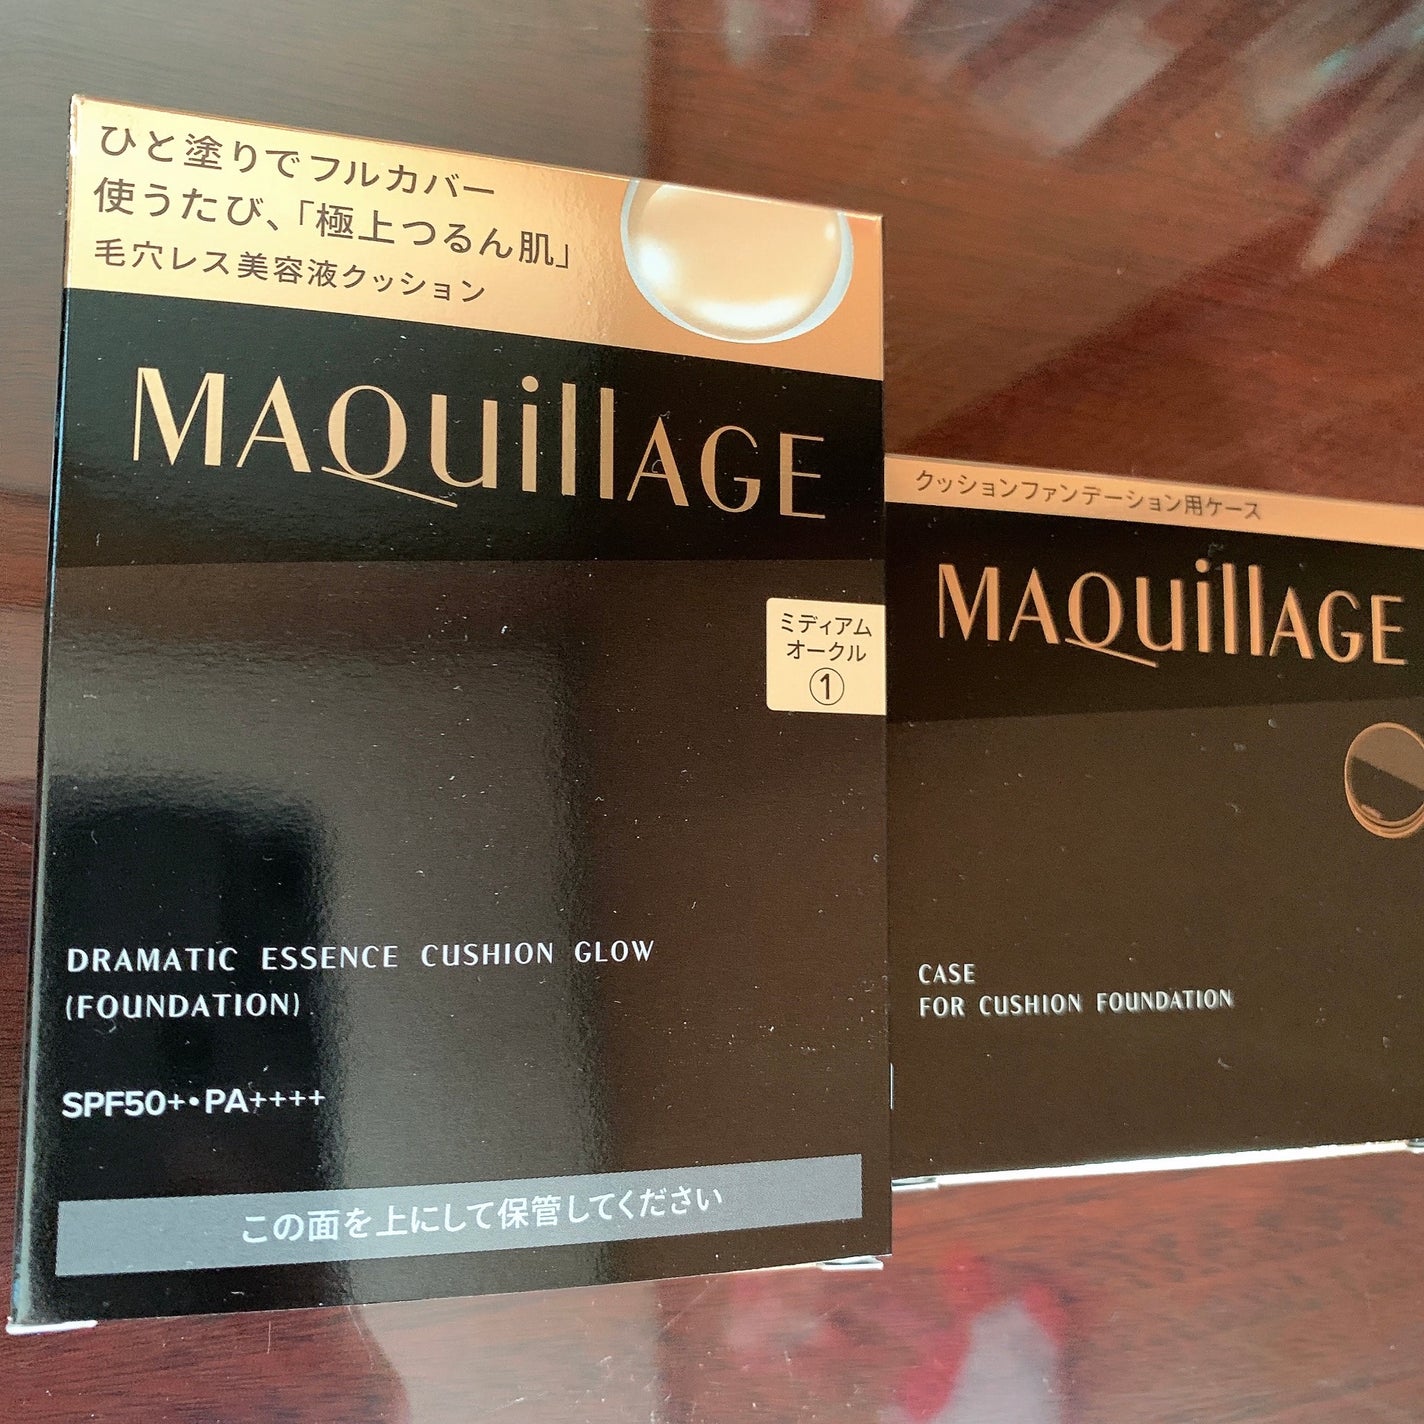 ひと塗りでフルカバー
使うたび、「極上つるん肌」
毛穴レス美容液クッション
MAQuillAGE
ミディアム
オークル
①
DRAMATIC ESSENCE CUSHION GLOW
(FOUNDATION)
SPF50+・PA++++
この面を上にして保管してください
クッションファンデーション用ケース
MAQuillAGE
CASE
FOR CUSHION FOUNDATION